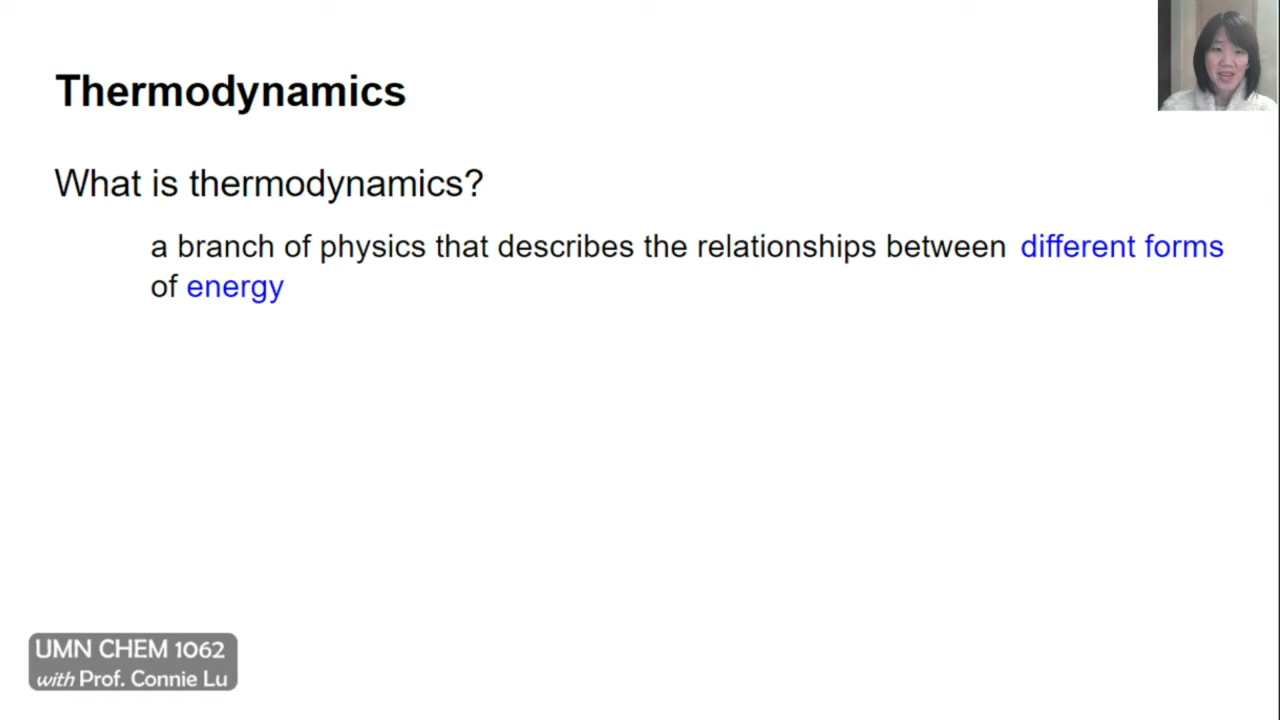 Thermodynamics
What is thermodynamics?
a branch of physics that describes the relationships between different forms
of energy
UMN CHEM 1062
with Prof. Connie Lu